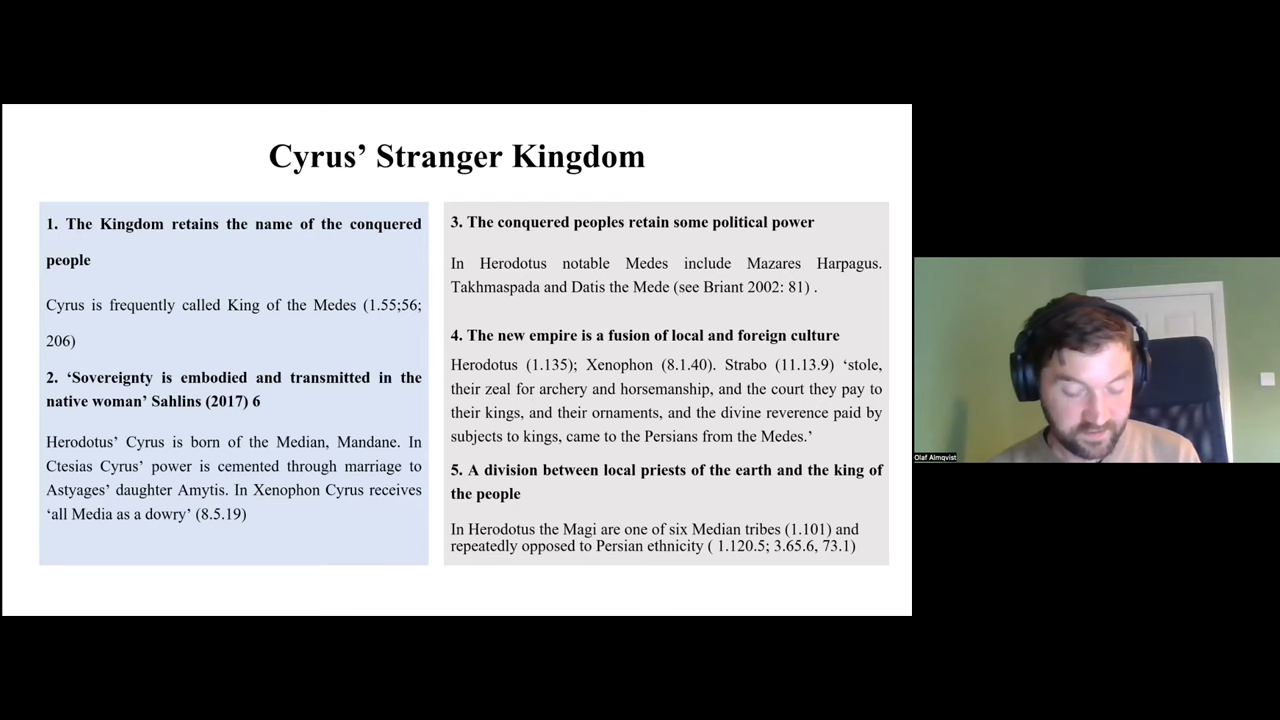 Cyrus’ Stranger Kingdom
1. The Kingdom retains the name of the conquered
people
Cyrus is frequently called King of the Medes (1.55;56;
206)
2. ‘Sovereignty is embodied and transmitted in the
native woman’ Sahlins (2017) 6
Herodotus’ Cyrus is born of the Median, Mandane. In
Ctesias Cyrus’ power is cemented through marriage to
Astyages’ daughter Amytis. In Xenophon Cyrus receives
‘all Media as a dowry’ (8.5.19)
3. The conquered peoples retain some political power
In Herodotus notable Medes include Mazares Harpagus.
Takhmaspada and Datis the Mede (see Briant 2002: 81) .
4. The new empire is a fusion of local and foreign culture
Herodotus (1.135); Xenophon (8.1.40). Strabo (11.13.9) ‘stole,
their zeal for archery and horsemanship, and the court they pay to
their kings, and their ornaments, and the divine reverence paid by
subjects to kings, came to the Persians from the Medes.’
5. A division between local priests of the earth and the king of
the people
In Herodotus the Magi are one of six Median tribes (1.101) and
repeatedly opposed to Persian ethnicity ( 1.120.5; 3.65.6, 73.1)
Olaf Almqvist